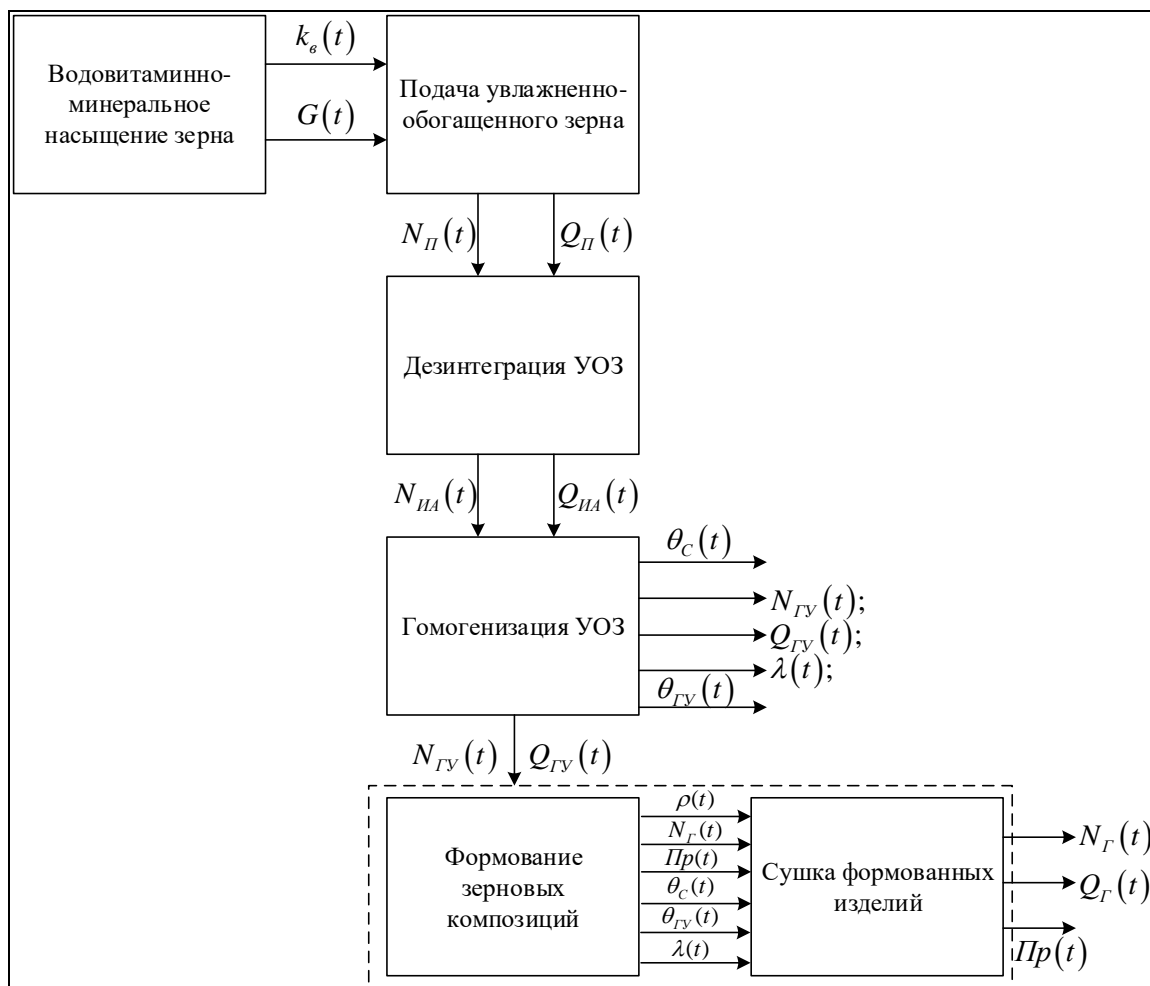 Водовитаминно-
минеральное
насыщение зерна
k_в(t)
G(t)
Подача увлажненно-
обогащенного зерна
N_П(t)
Q_П(t)
Дезинтеграция УОЗ
N_ИА(t)
Q_ИА(t)
Гомогенизация УОЗ
θ_С(t)
N_ГУ(t);
Q_ГУ(t);
λ(t);
θ_ГУ(t)
N_ГУ(t)
Q_ГУ(t)
Формование
зерновых
композиций
ρ(t)
N_Г(t)
Пр(t)
θ_С(t)
θ_ГУ(t)
λ(t)
Сушка формованных
изделий
N_Г(t)
Q_Г(t)
Пр(t)